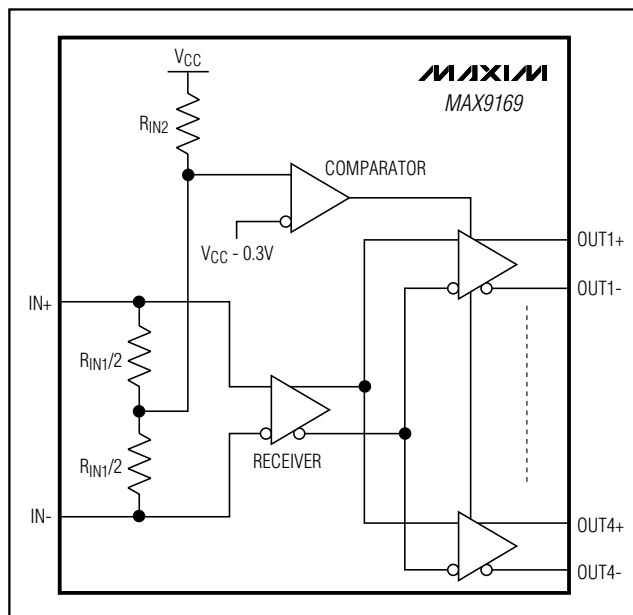 VCC
MAXIM
MAX9169
RIN2
COMPARATOR
VCC - 0.3V
OUT1+
OUT1-
IN+
RIN1/2
RIN1/2
RECEIVER
IN-
OUT4+
OUT4-